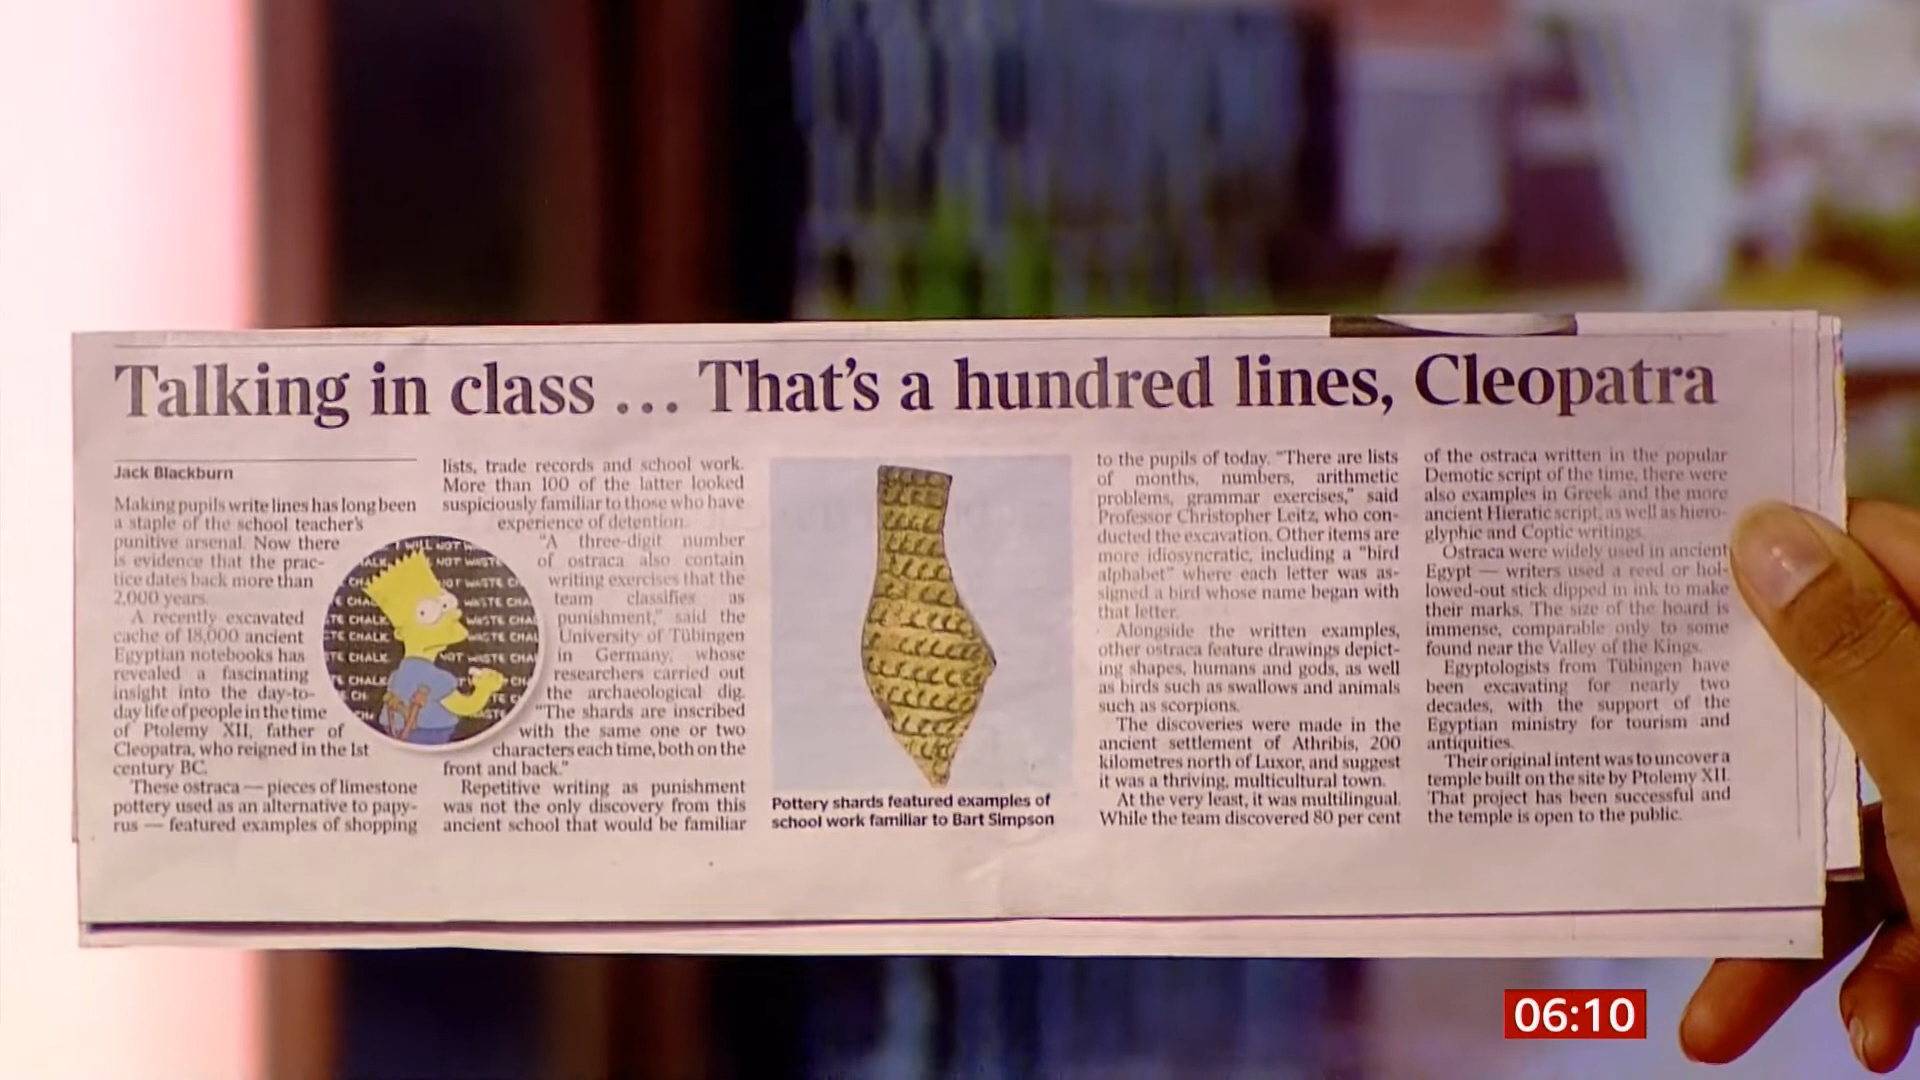 Talking in class ... That's a hundred lines, Cleopatra
Jack Blackburn
Making pupils write lines has long been
a staple of the school teacher's
punitive arsenal. Now there
is evidence that the prac-
tice dates back more than
2,000 years.
A recently excavated
cache of 18,000 ancient
Egyptian notebooks has
revealed a fascinating
insight into the day-to-
day life of people in the time
of Ptolemy XII, father of
Cleopatra, who reigned in the 1st
century BC.
These ostraca — pieces of limestone
pottery used as an alternative to papy-
rus — featured examples of shopping
lists, trade records and school work.
More than 100 of the latter looked
suspiciously familiar to those who have
experience of detention.
"A three-digit number
of ostraca also contain
writing exercises that the
team classifies as
punishment," said the
University of Tübingen
in Germany, whose
researchers carried out
the archaeological dig.
"The shards are inscribed
with the same one or two
characters each time, both on the
front and back."
Repetitive writing as punishment
was not the only discovery from this
ancient school that would be familiar
I WILL NOT
NOT WASTE
WASTE CHA
TE CHALK
TE CHALK
TE CHALK
NOT WASTE CHA
Pottery shards featured examples of
school work familiar to Bart Simpson
to the pupils of today. "There are lists
of months, numbers, arithmetic
problems, grammar exercises," said
Professor Christopher Leitz, who con-
ducted the excavation. Other items are
more idiosyncratic, including a "bird
alphabet" where each letter was as-
signed a bird whose name began with
that letter.
Alongside the written examples,
other ostraca feature drawings depict-
ing shapes, humans and gods, as well
as birds such as swallows and animals
such as scorpions.
The discoveries were made in the
ancient settlement of Athribis, 200
kilometres north of Luxor, and suggest
it was a thriving, multicultural town.
At the very least, it was multilingual.
While the team discovered 80 per cent
of the ostraca written in the popular
Demotic script of the time, there were
also examples in Greek and the more
ancient Hieratic script, as well as hiero-
glyphic and Coptic writings.
Ostraca were widely used in ancient
Egypt — writers used a reed or hol-
lowed-out stick dipped in ink to make
their marks. The size of the hoard is
immense, comparable only to some
found near the Valley of the Kings.
Egyptologists from Tübingen have
been excavating for nearly two
decades, with the support of the
Egyptian ministry for tourism and
antiquities.
Their original intent was to uncover a
temple built on the site by Ptolemy XII.
That project has been successful and
the temple is open to the public.
06:10